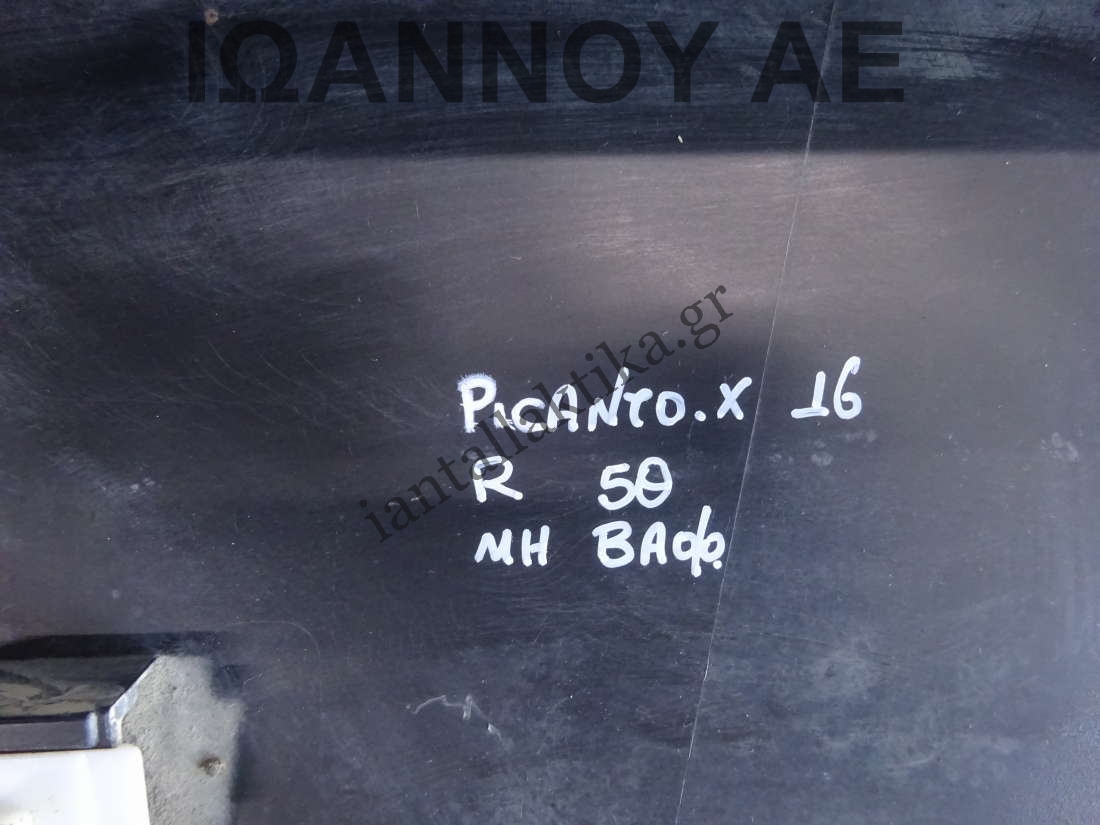 ΙΩΑΝΝΟΥ ΑΕ
iantallaktika.gr
PICANTO.X 16
R 5Θ
ΜΗ ΒΑΦ.